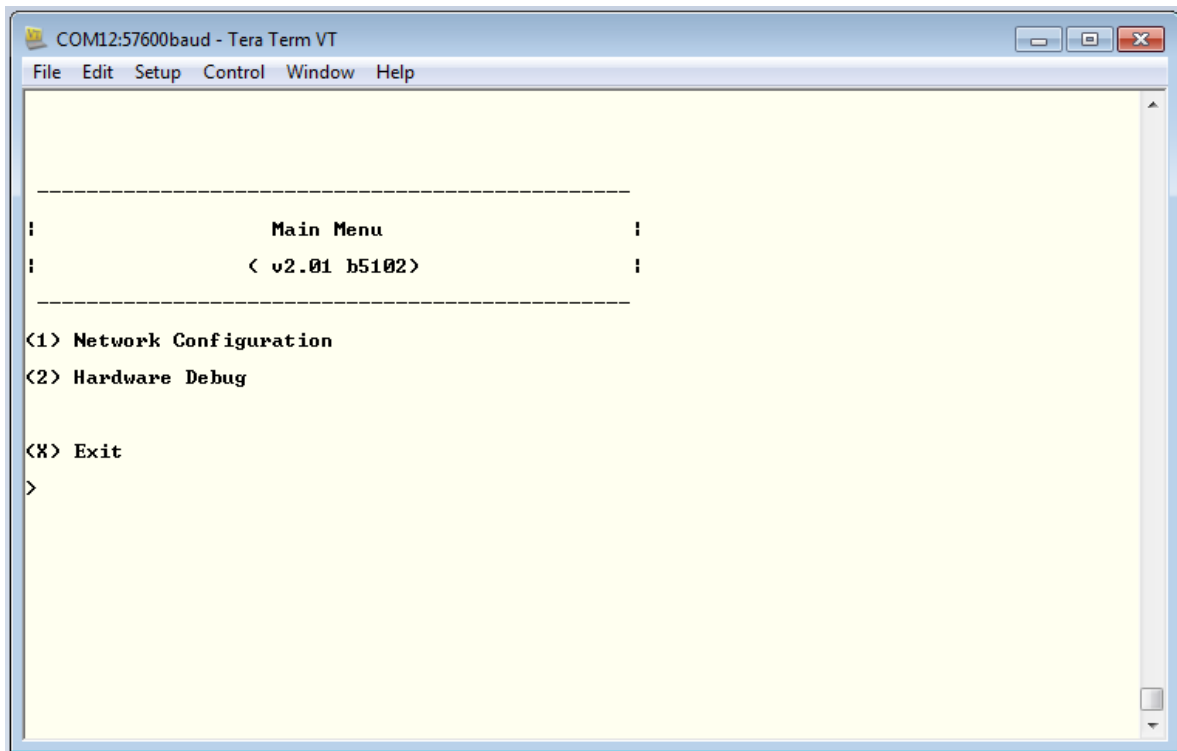 COM12:57600baud - Tera Term VT
File Edit Setup Control Window Help
------------------------------------------------
¦ Main Menu ¦
¦ ( v2.01 b5102) ¦
------------------------------------------------
(1) Network Configuration
(2) Hardware Debug
(X) Exit
>